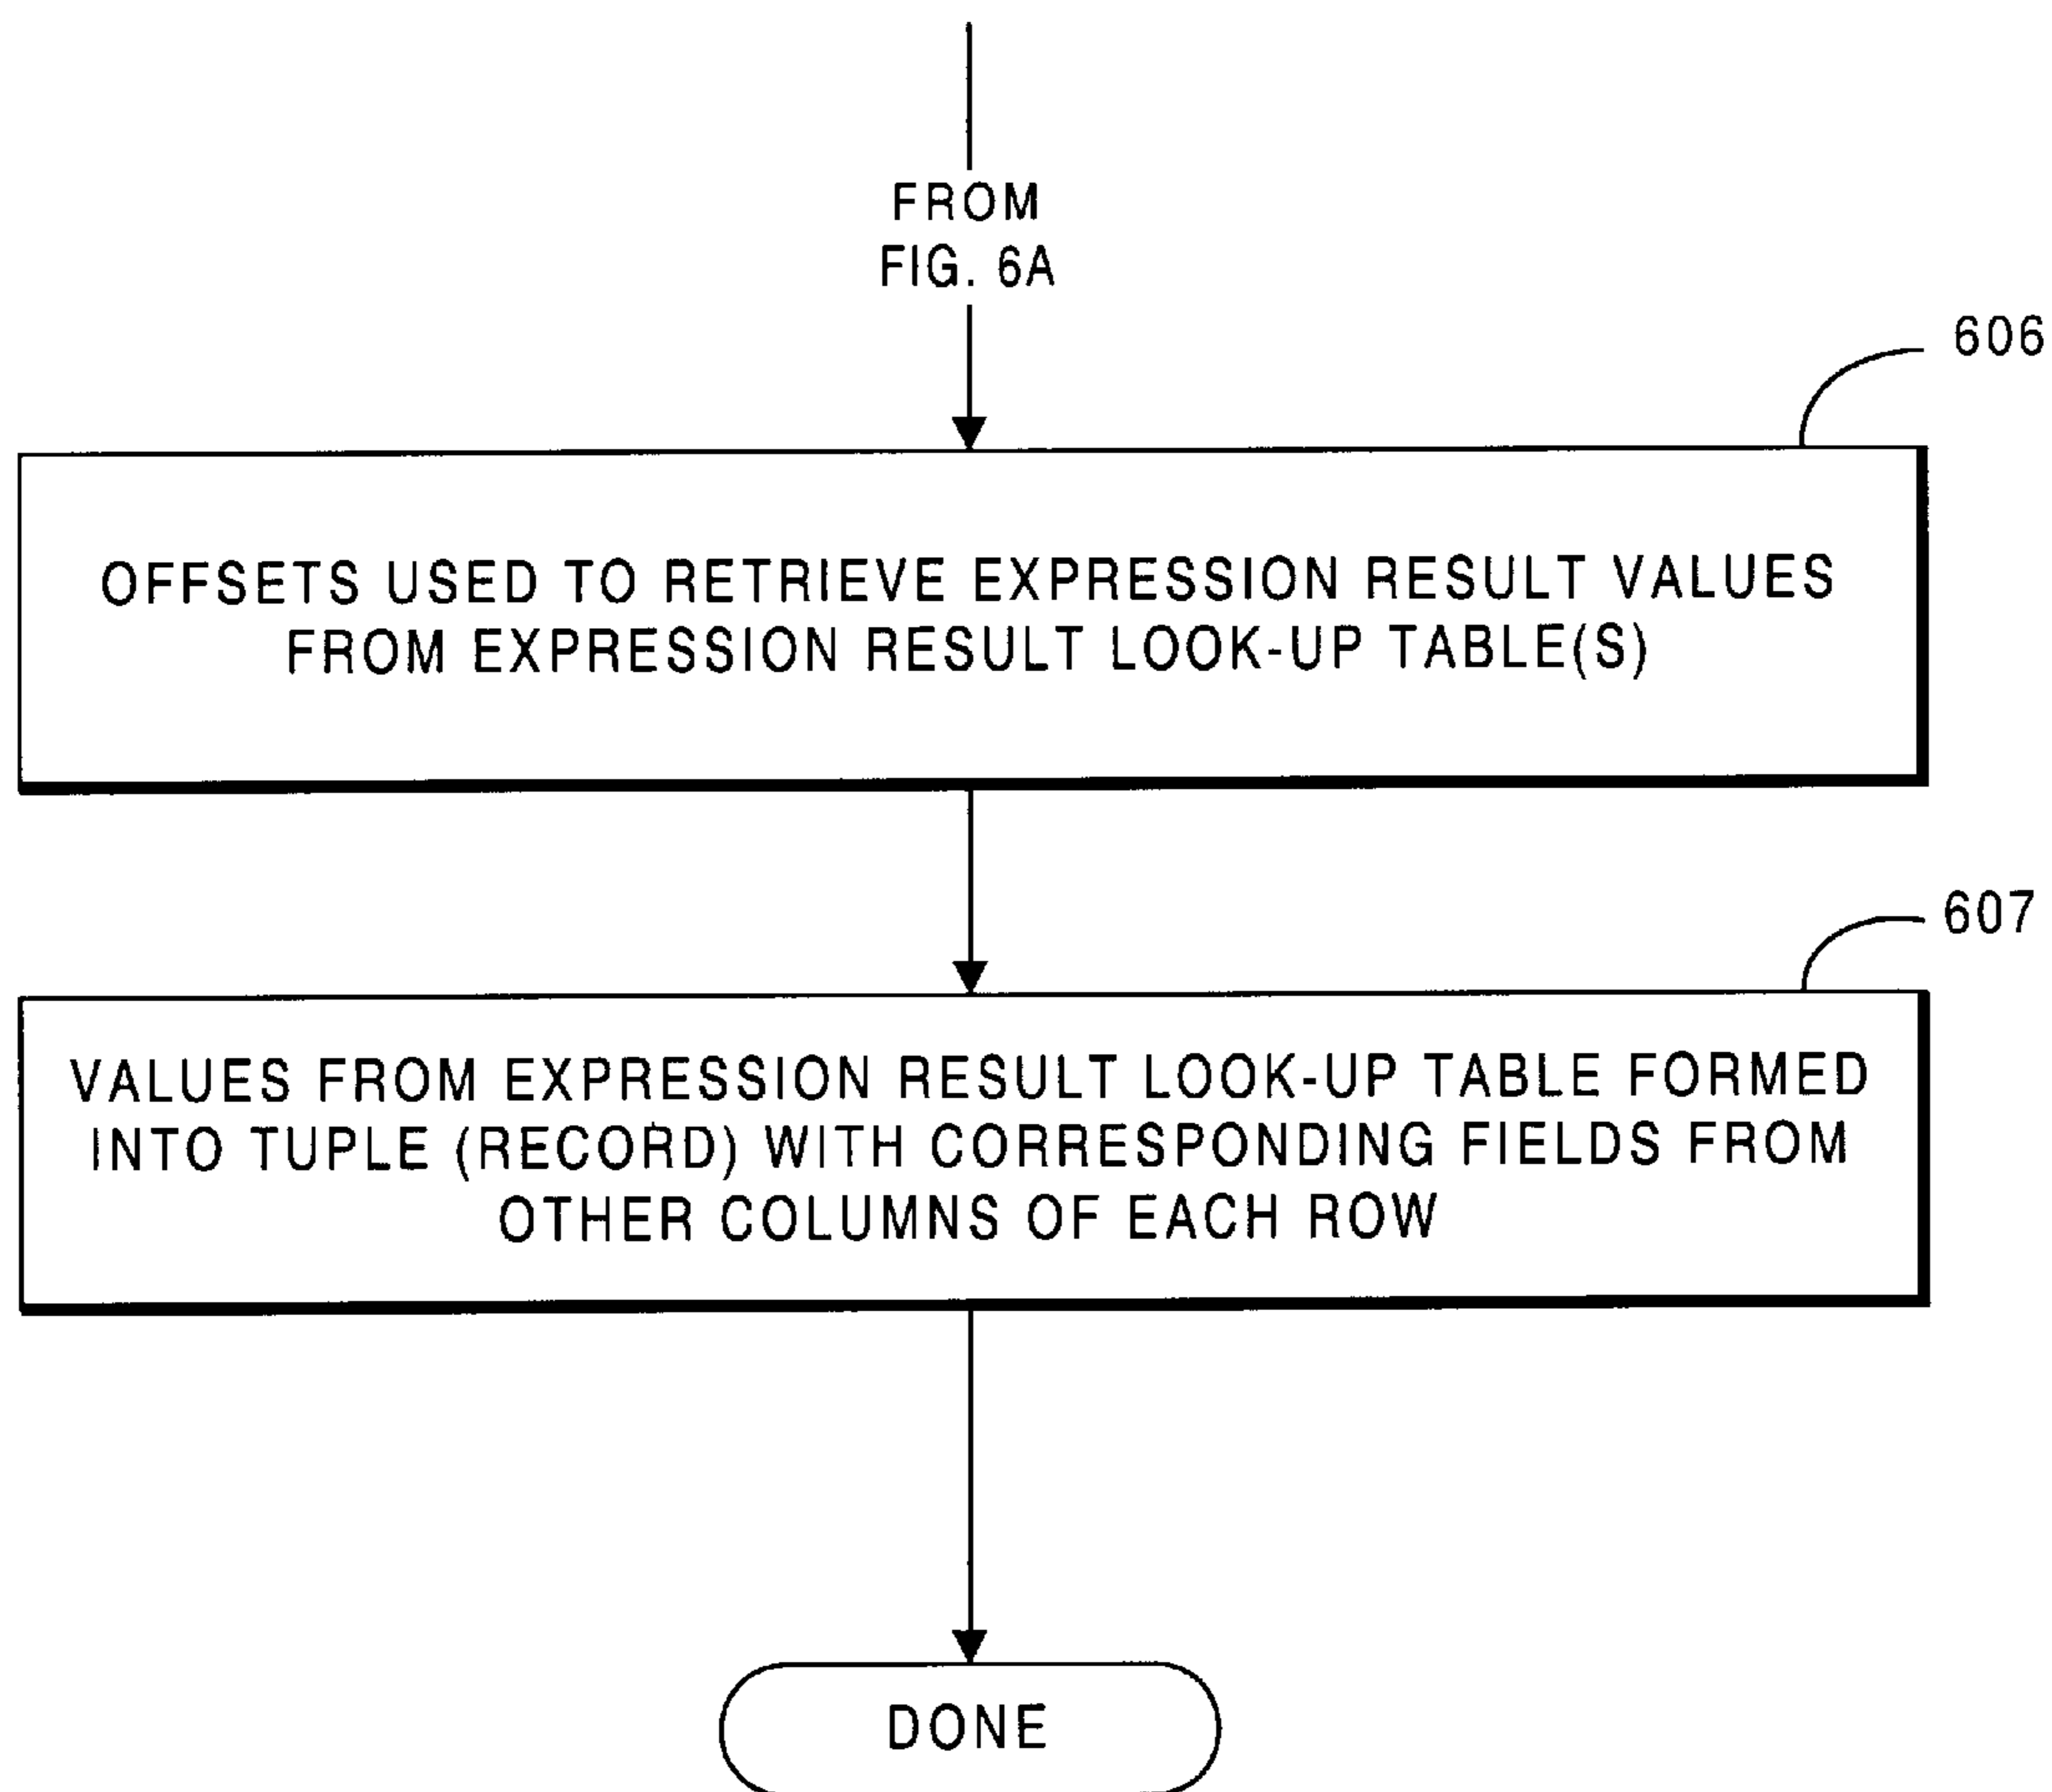 FROM
FIG. 6A
606
OFFSETS USED TO RETRIEVE EXPRESSION RESULT VALUES
FROM EXPRESSION RESULT LOOK-UP TABLE(S)
607
VALUES FROM EXPRESSION RESULT LOOK-UP TABLE FORMED
INTO TUPLE (RECORD) WITH CORRESPONDING FIELDS FROM
OTHER COLUMNS OF EACH ROW
DONE